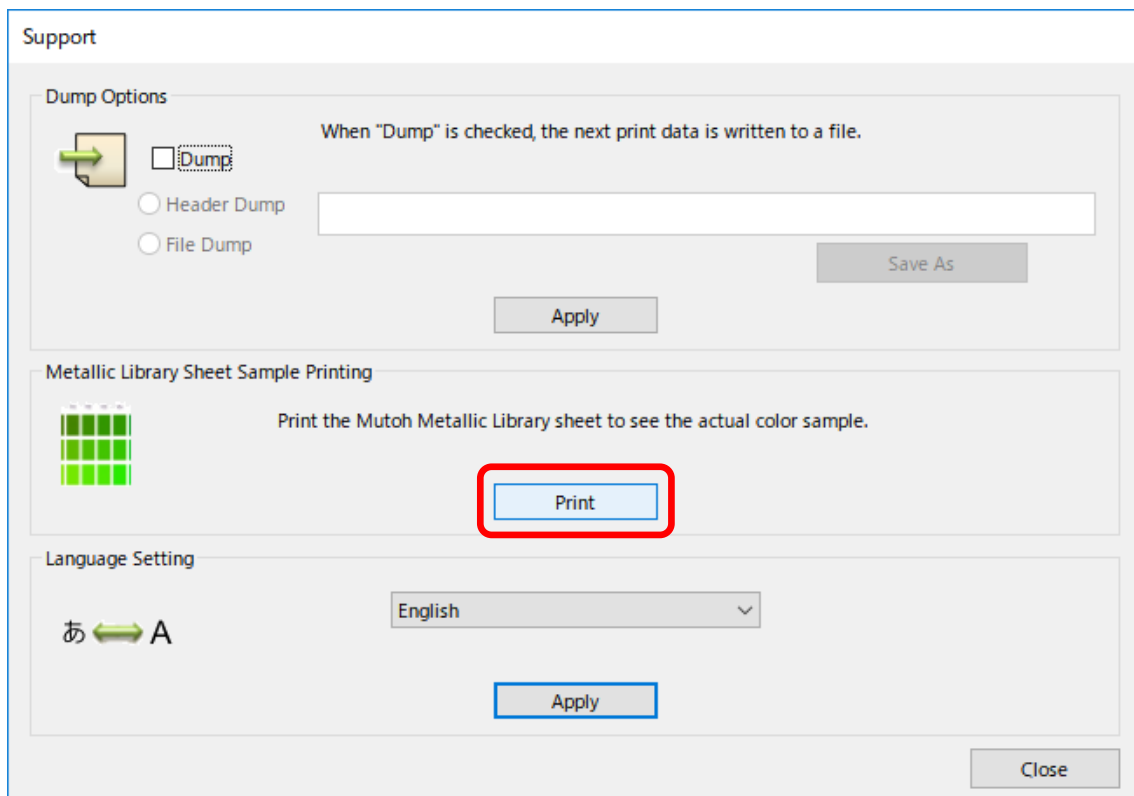 Support
Dump Options
When "Dump" is checked, the next print data is written to a file.
Dump
Header Dump
File Dump
Save As
Apply
Metallic Library Sheet Sample Printing
Print the Mutoh Metallic Library sheet to see the actual color sample.
Print
Language Setting
English
あ A
Apply
Close